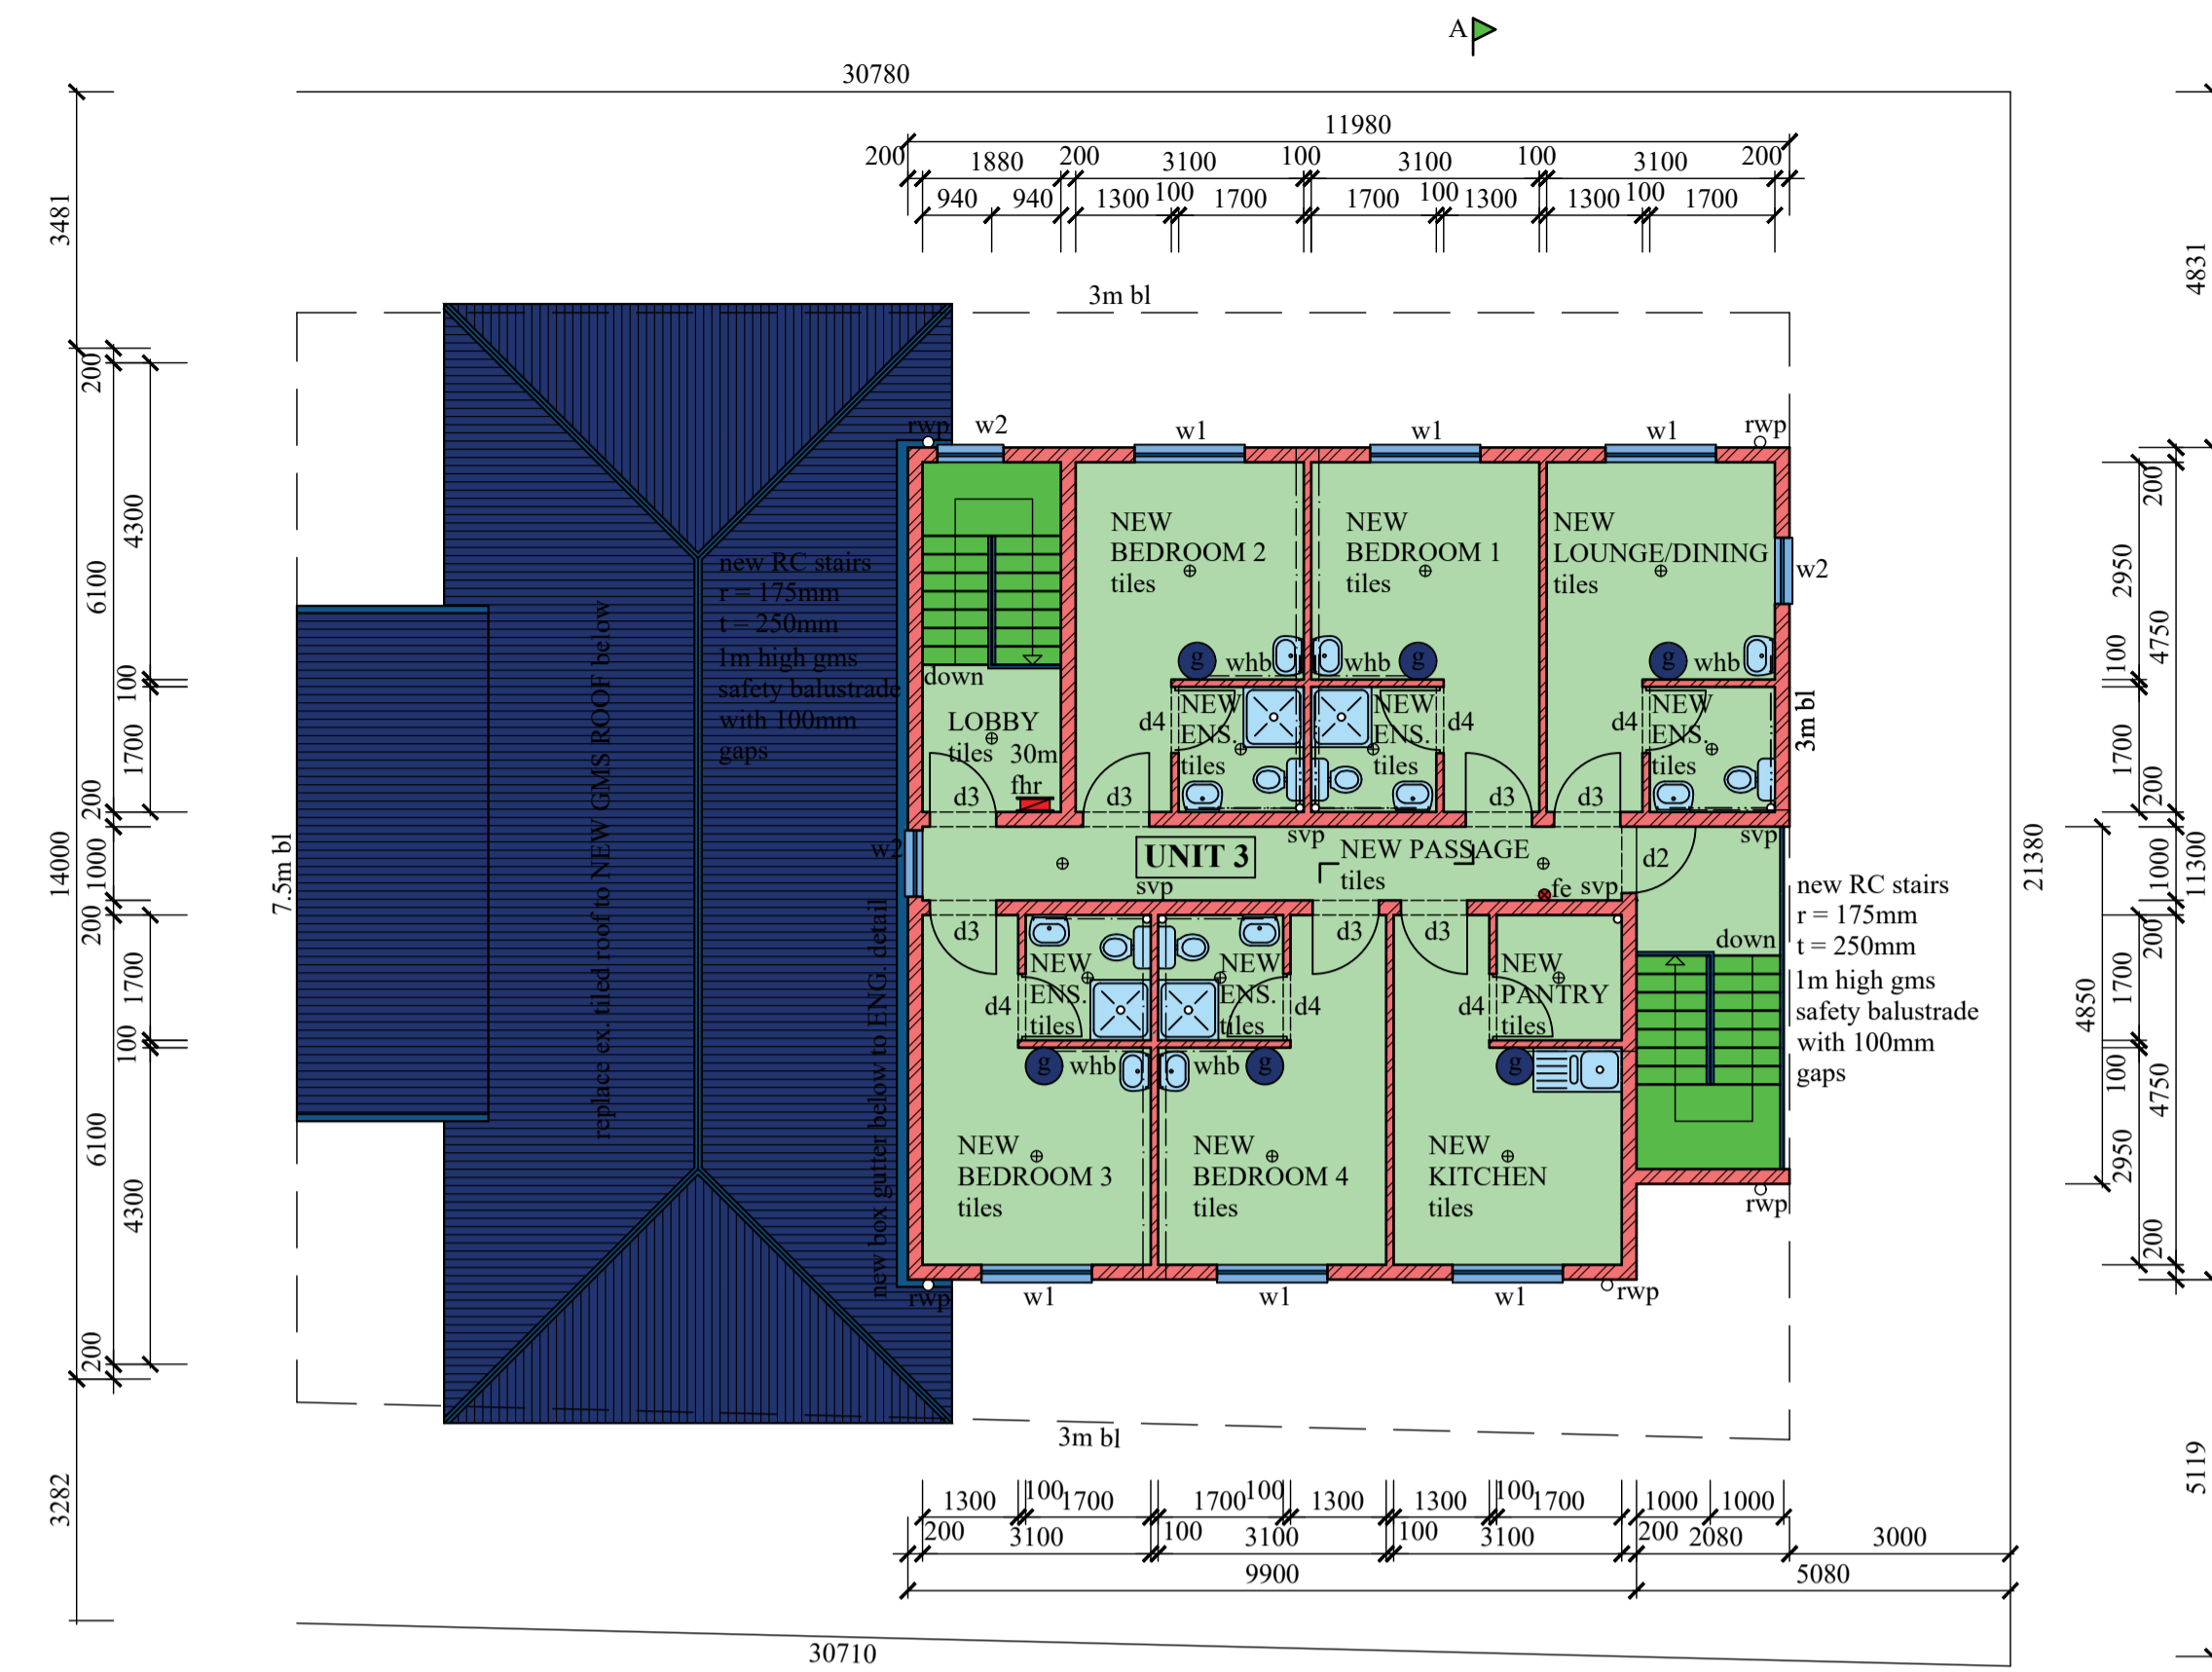 A
30780
11980
200 1880 200 3100 100 3100 100 3100 200
940 940 1300 100 1700 1700 100 1300 1300 100 1700
3m bl
3481
200
4300
6100
100
1700
200
14000
1000
200
1700
100
6100
4300
200
3282
7.5m bl
replace ex. tiled roof to NEW GMS ROOF below
new RC stairs
r = 175mm
t = 250mm
1m high gms
safety balustrade
with 100mm
gaps
new box gutter below to ENG. detail
rwp w2 w1 w1 w1 rwp
down
LOBBY
tiles
30m
fhr
NEW
BEDROOM 2
tiles
NEW
BEDROOM 1
tiles
NEW
LOUNGE/DINING
tiles
w2
g whb whb g g whb
d4
NEW
ENS.
tiles
NEW
ENS.
tiles
d4
d4
NEW
ENS.
tiles
3m bl
d3 d3 d3 d3
w2
UNIT 3
svp
NEW PASSAGE
tiles
svp
fe svp
d2
svp
d3 d3 d3
NEW
ENS.
tiles
d4
NEW
ENS.
tiles
d4
d4
NEW
PANTRY
tiles
down
new RC stairs
r = 175mm
t = 250mm
1m high gms
safety balustrade
with 100mm
gaps
g whb whb g g
NEW
BEDROOM 3
tiles
NEW
BEDROOM 4
tiles
NEW
KITCHEN
tiles
rwp
rwp w1 w1 w1 rwp
3m bl
4831
200
2950
4750
100
1700
200
21380
1000
11300
200
4850
1700
100
4750
2950
200
5119
1300 100 1700 1700 100 1300 1300 100 1700 1000 1000
200 3100 100 3100 100 3100 200 2080 3000
9900 5080
30710